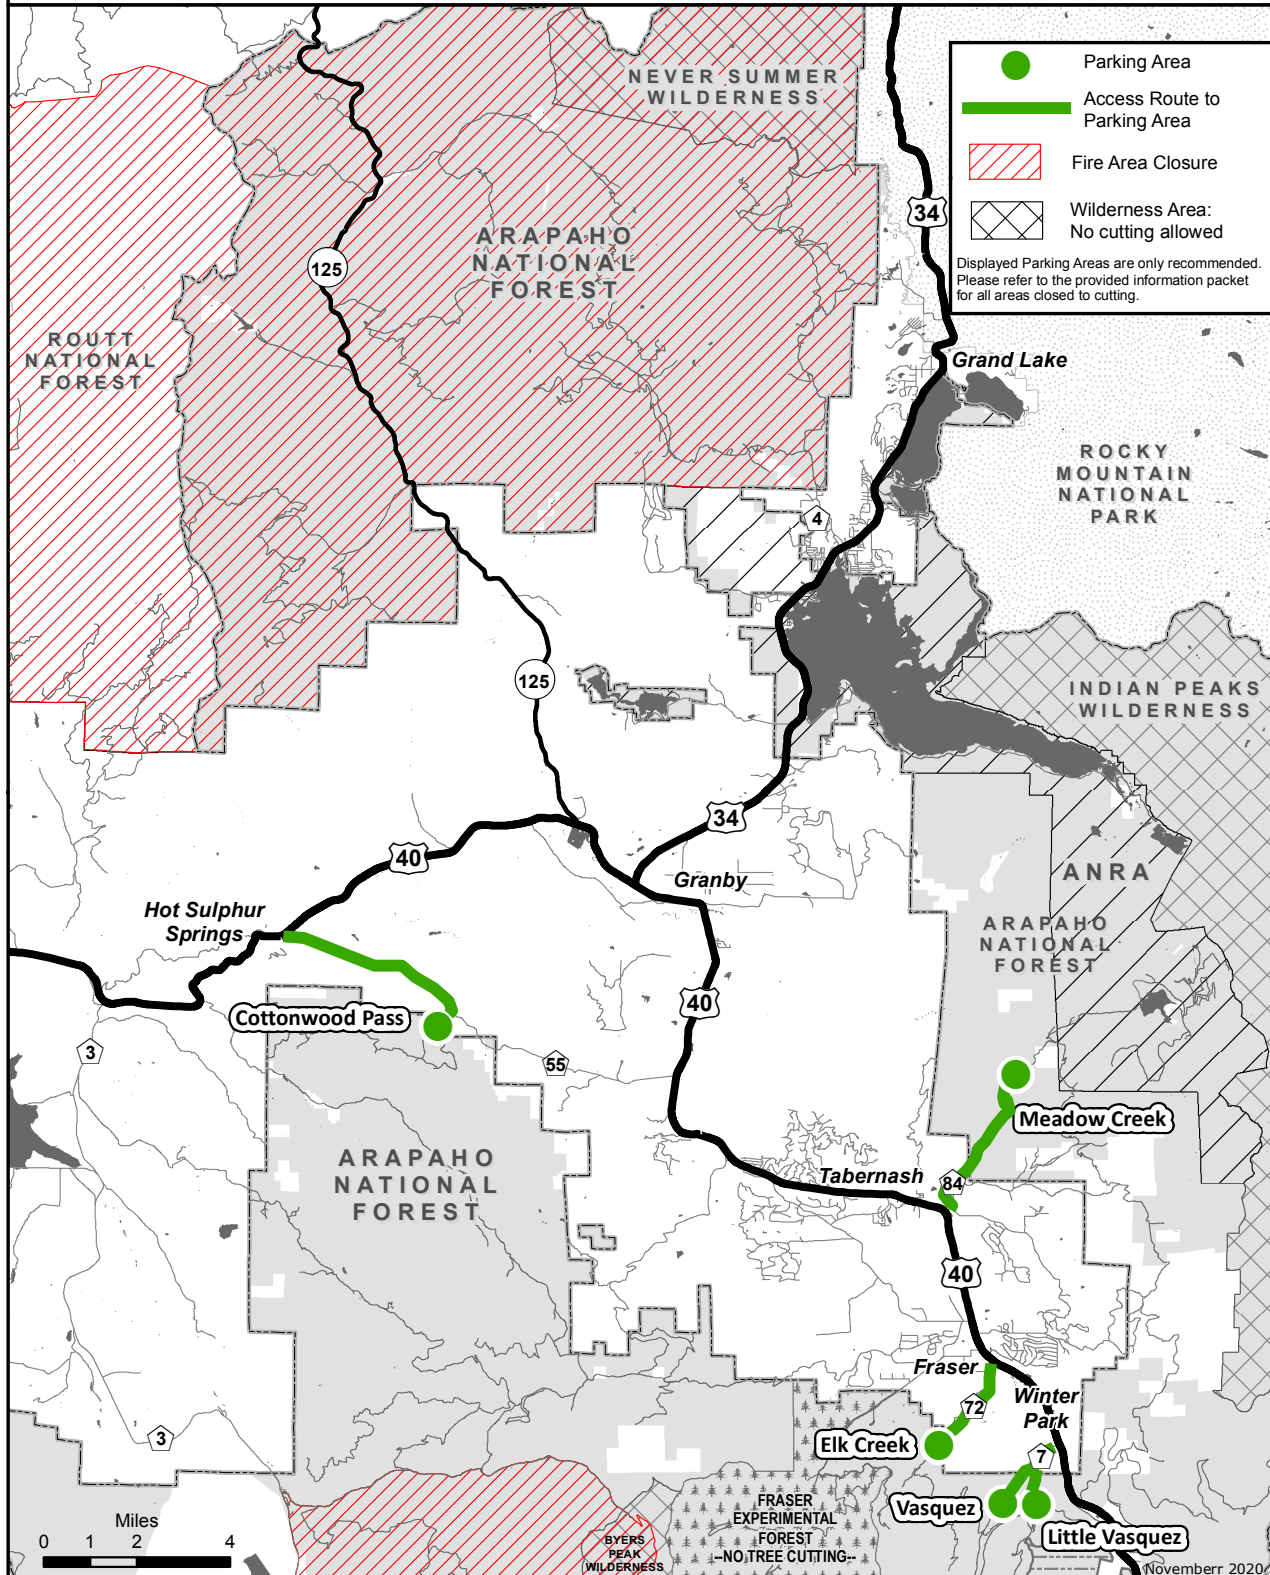 Parking Area
Access Route to
Parking Area
Fire Area Closure
Wilderness Area:
No cutting allowed
Displayed Parking Areas are only recommended.
Please refer to the provided information packet
for all areas closed to cutting.
NEVER SUMMER
WILDERNESS
34
ARAPAHO
NATIONAL
FOREST
125
ROUTT
NATIONAL
FOREST
Grand Lake
ROCKY
MOUNTAIN
NATIONAL
PARK
4
125
INDIAN PEAKS
WILDERNESS
34
40
Granby
ANRA
Hot Sulphur
Springs
ARAPAHO
NATIONAL
FOREST
40
Cottonwood Pass
3
55
Meadow Creek
ARAPAHO
NATIONAL
FOREST
Tabernash
84
40
Fraser
Winter
Park
72
3
Elk Creek
7
Vasquez
Little Vasquez
FRASER
EXPERIMENTAL
FOREST
--NO TREE CUTTING--
BYERS
PEAK
WILDERNESS
Miles
0 1 2 4
Novemberr 2020